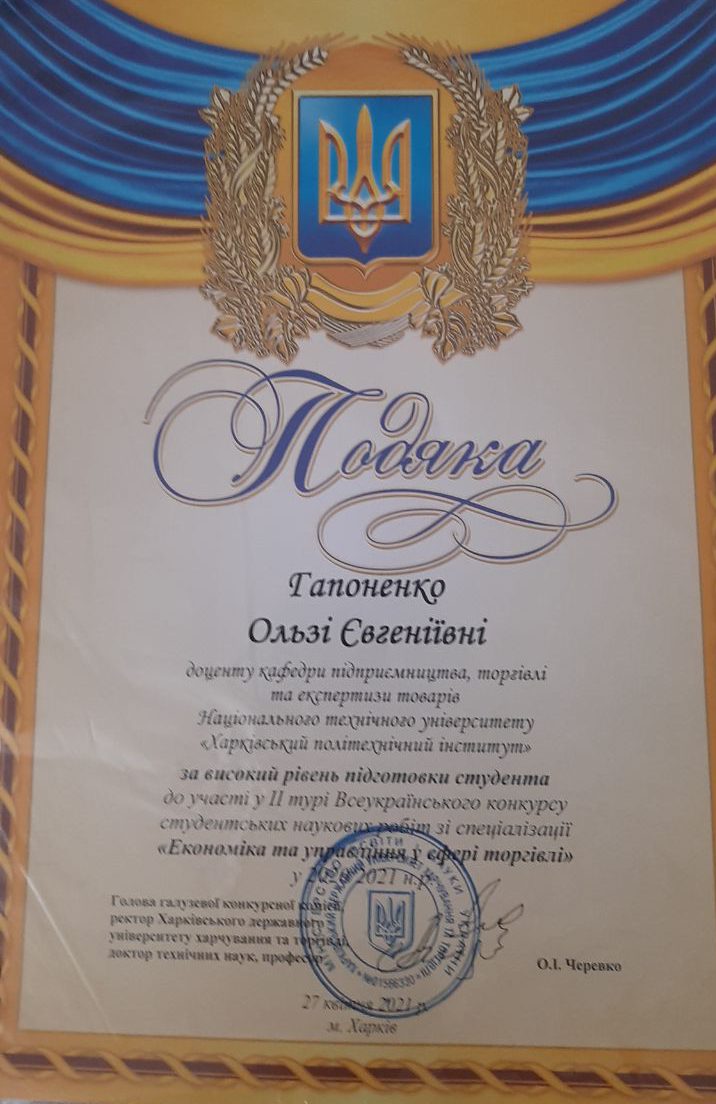 Подяка
Гапоненко
Ользі Євгеніївні
доценту кафедри підприємництва, торгівлі
та експертизи товарів
Національного технічного університету
«Харківський політехнічний інститут»
за високий рівень підготовки студента
до участі у ІІ турі Всеукраїнського конкурсу
студентських наукових робіт зі спеціалізації
«Економіка та управління у сфері торгівлі»
у 2021 н.р.
Голова галузевої конкурсної комісії,
ректор Харківського державного
університету харчування та торгівлі,
доктор технічних наук, професор
О.І. Черевко
27 квітня 2021 р.
м. Харків